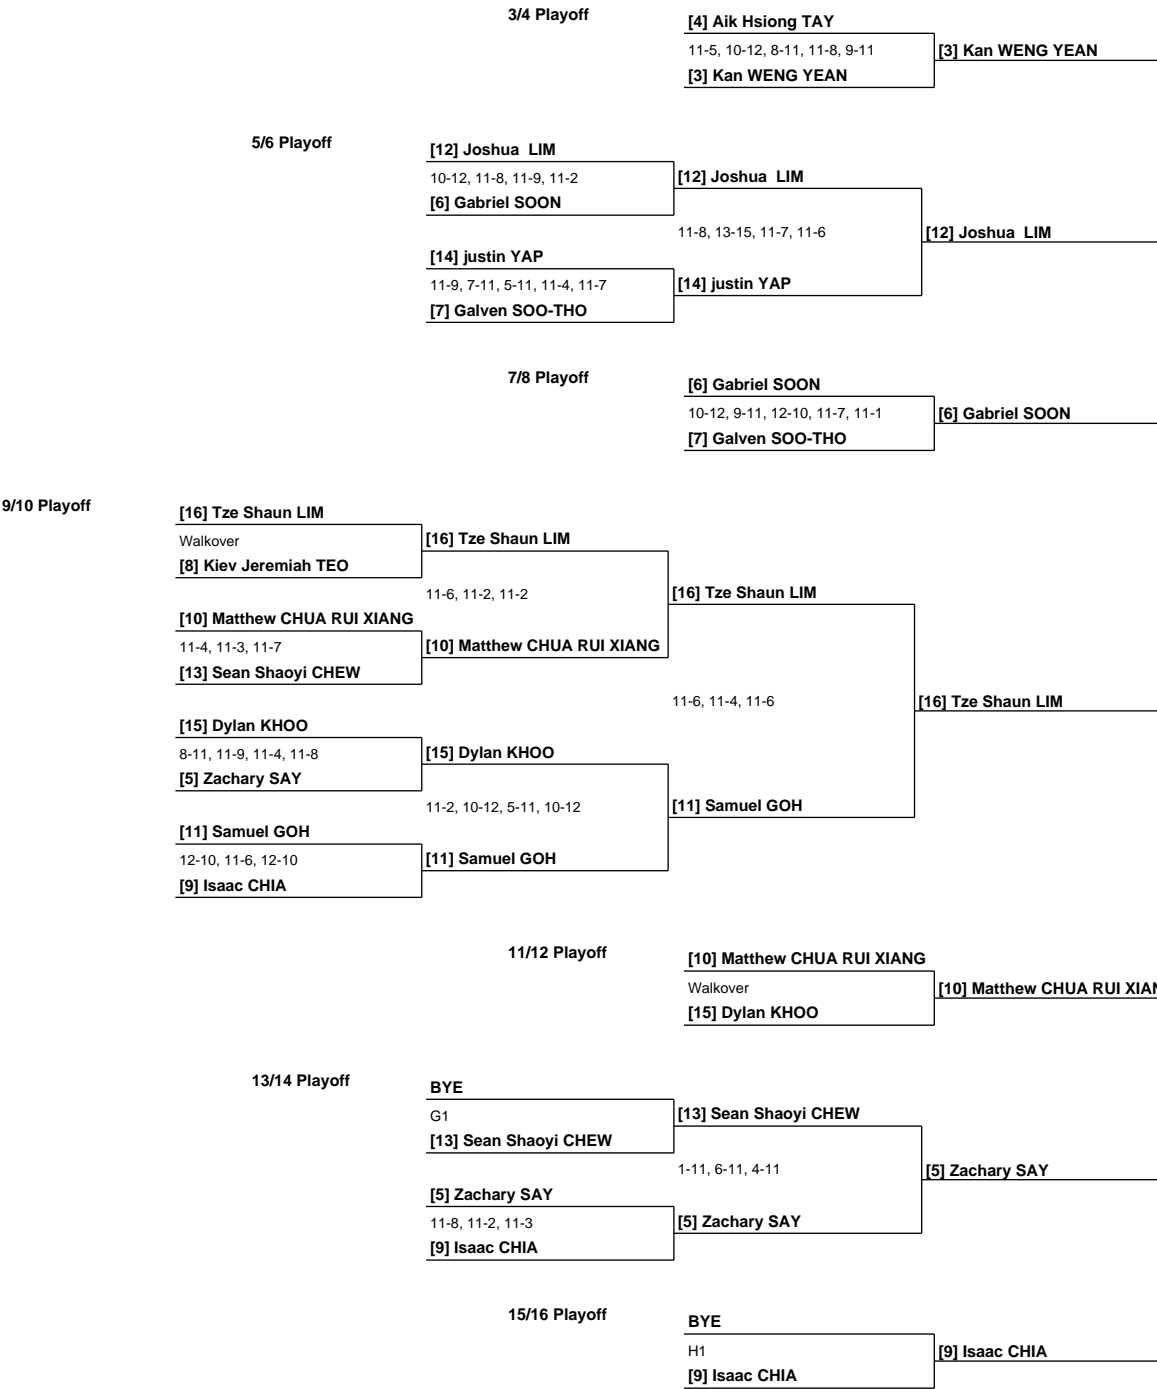 3/4 Playoff
[4] Aik Hsiong TAY
11-5, 10-12, 8-11, 11-8, 9-11
[3] Kan WENG YEAN
[3] Kan WENG YEAN
5/6 Playoff
[12] Joshua  LIM
10-12, 11-8, 11-9, 11-2
[12] Joshua  LIM
[6] Gabriel SOON
11-8, 13-15, 11-7, 11-6
[12] Joshua  LIM
[14] justin YAP
11-9, 7-11, 5-11, 11-4, 11-7
[14] justin YAP
[7] Galven SOO-THO
7/8 Playoff
[6] Gabriel SOON
10-12, 9-11, 12-10, 11-7, 11-1
[6] Gabriel SOON
[7] Galven SOO-THO
9/10 Playoff
[16] Tze Shaun LIM
Walkover
[16] Tze Shaun LIM
[8] Kiev Jeremiah TEO
11-6, 11-2, 11-2
[16] Tze Shaun LIM
[10] Matthew CHUA RUI XIANG
11-4, 11-3, 11-7
[10] Matthew CHUA RUI XIANG
[13] Sean Shaoyi CHEW
11-6, 11-4, 11-6
[16] Tze Shaun LIM
[15] Dylan KHOO
8-11, 11-9, 11-4, 11-8
[15] Dylan KHOO
[5] Zachary SAY
11-2, 10-12, 5-11, 10-12
[11] Samuel GOH
[11] Samuel GOH
12-10, 11-6, 12-10
[11] Samuel GOH
[9] Isaac CHIA
11/12 Playoff
[10] Matthew CHUA RUI XIANG
Walkover
[10] Matthew CHUA RUI XIAN
[15] Dylan KHOO
13/14 Playoff
BYE
G1
[13] Sean Shaoyi CHEW
[13] Sean Shaoyi CHEW
1-11, 6-11, 4-11
[5] Zachary SAY
[5] Zachary SAY
11-8, 11-2, 11-3
[5] Zachary SAY
[9] Isaac CHIA
15/16 Playoff
BYE
H1
[9] Isaac CHIA
[9] Isaac CHIA